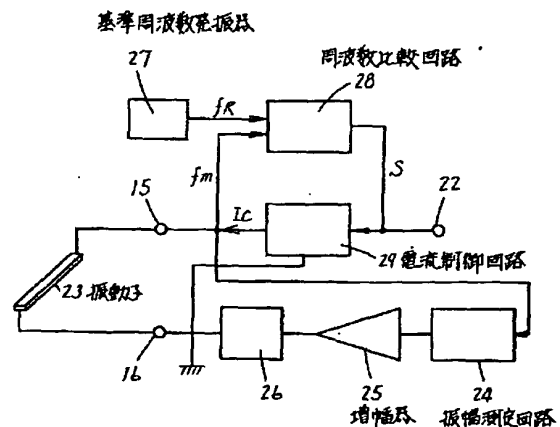 基準周波数発振器
27
周波数比較回路
28
fR
fm
S
15
Ic
22
29 電流制御回路
23 振動子
16
26
25
増幅器
24
振幅測定回路